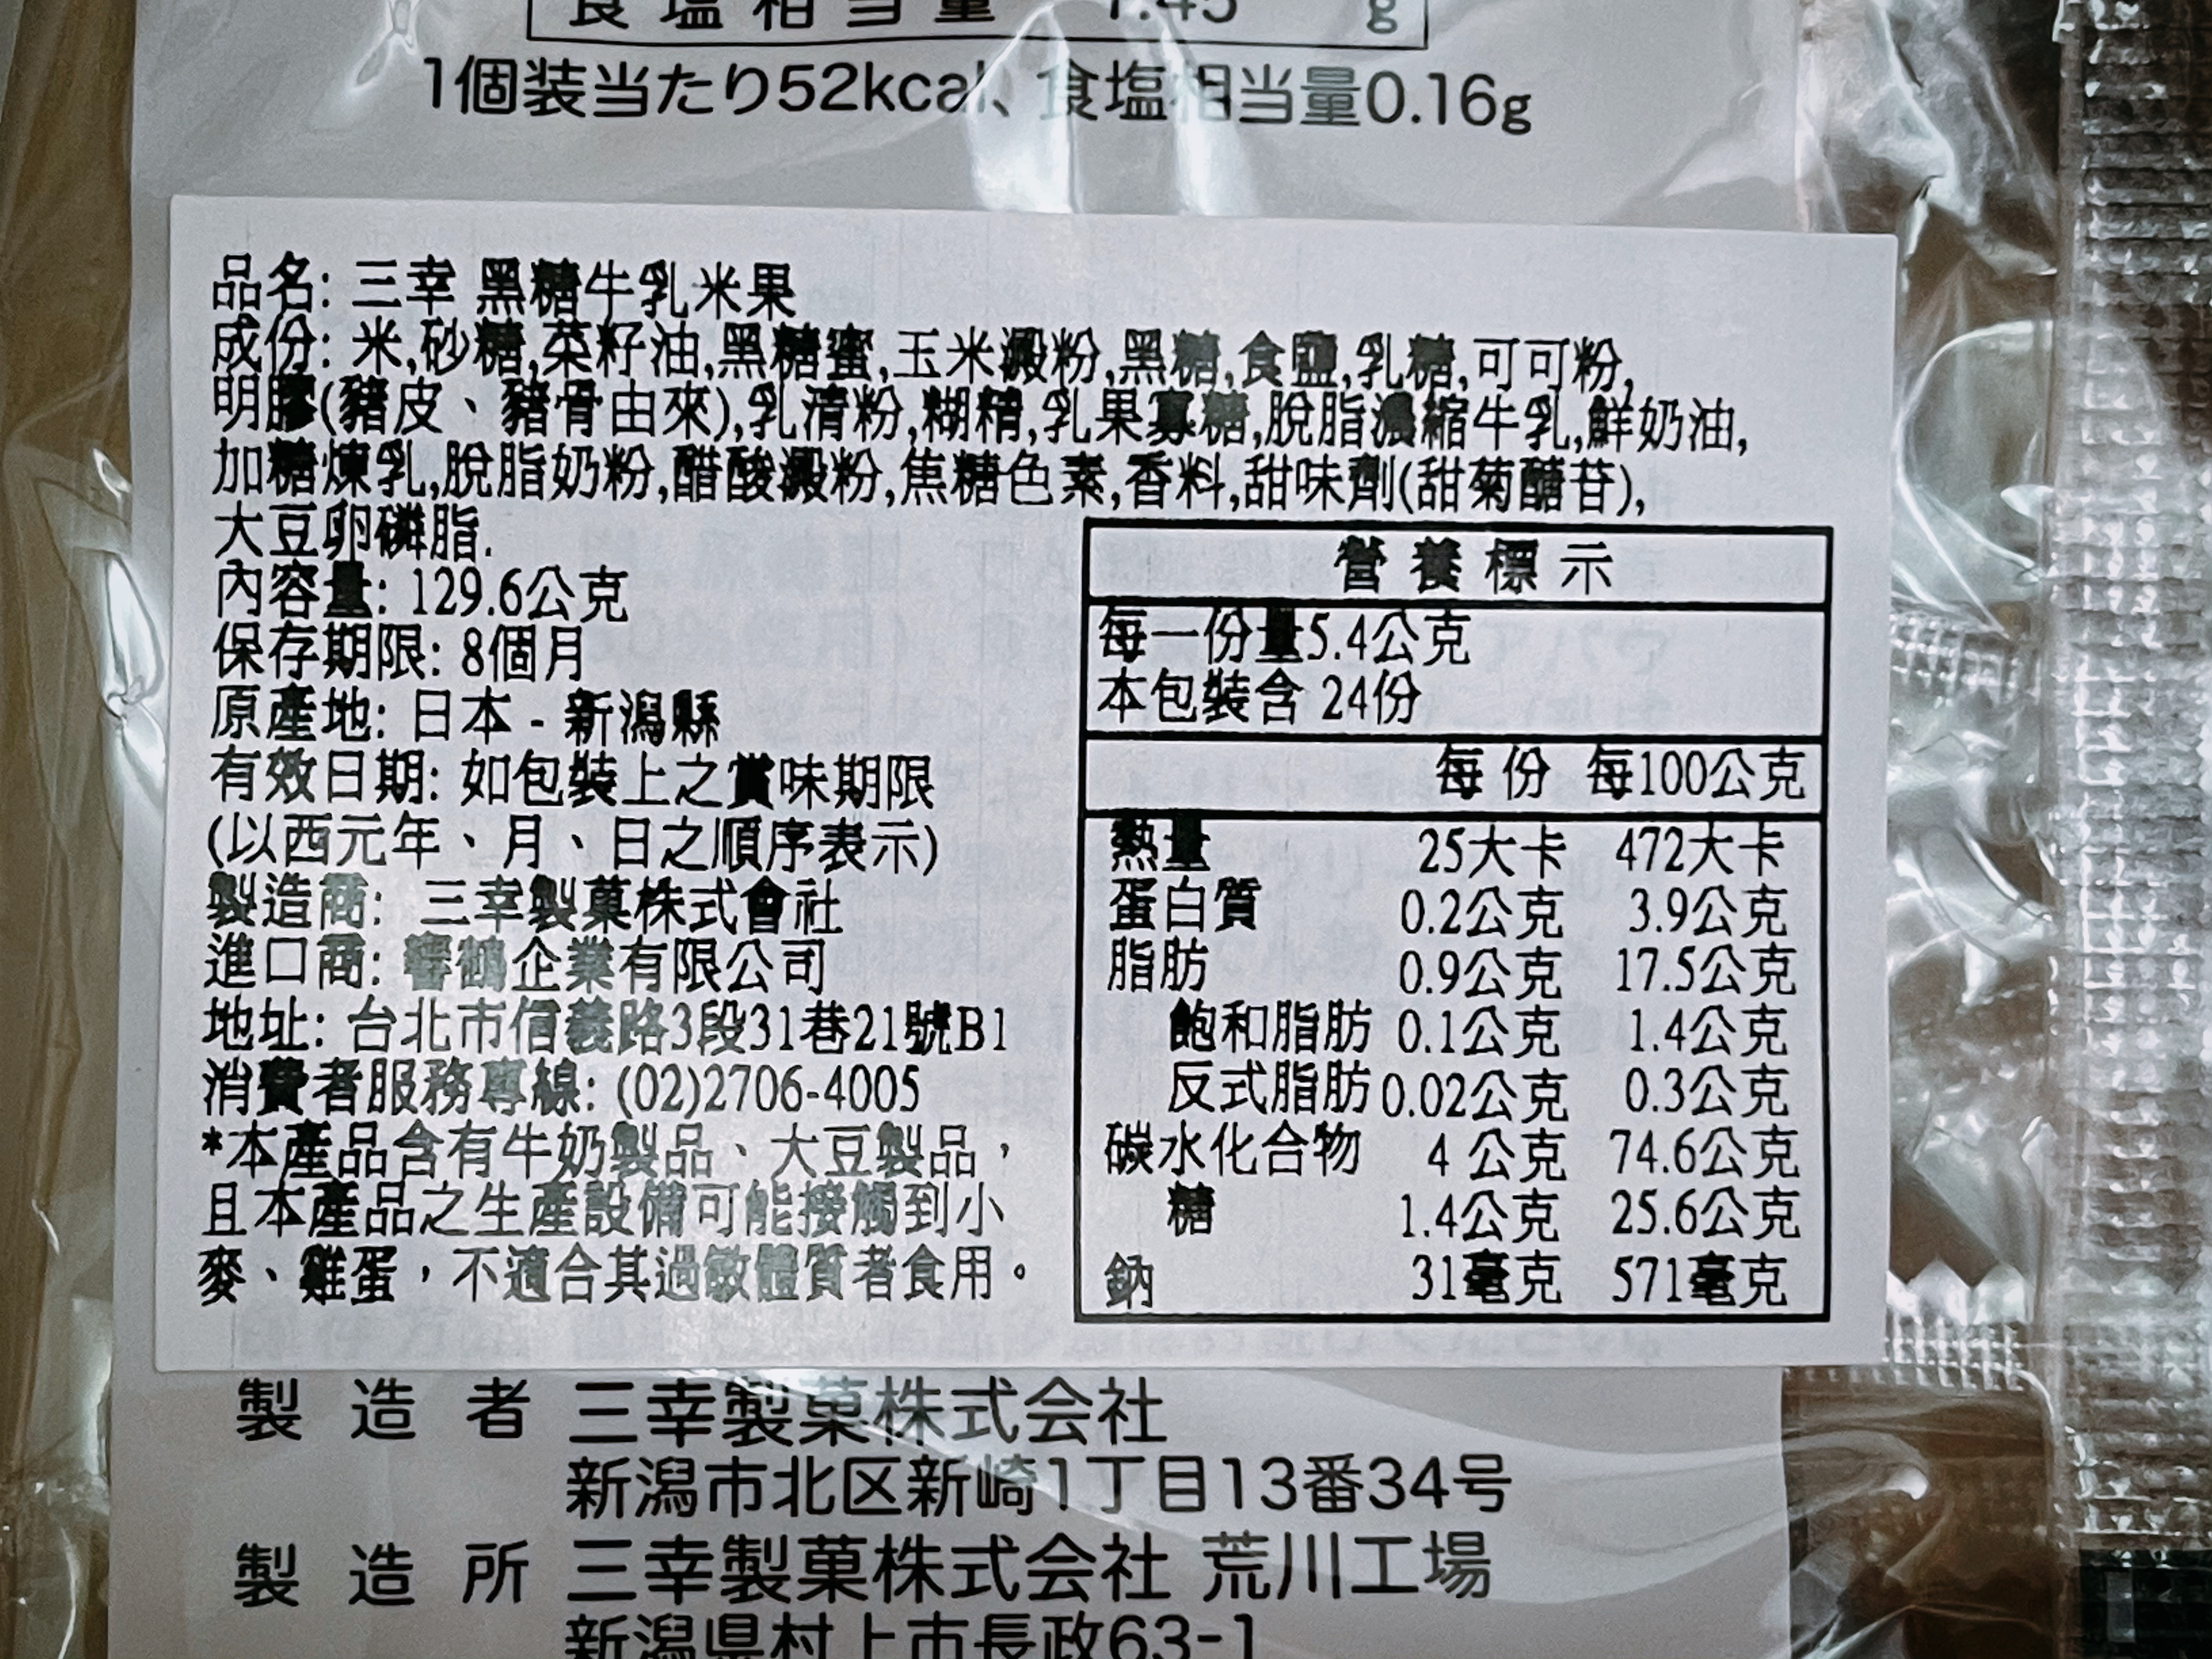 食塩相当量 1.45 g
1個装当たり52kcal、食塩相当量0.16g
品名: 三幸 黑糖牛乳米果
成份: 米,砂糖,菜籽油,黑糖蜜,玉米澱粉,黑糖,食鹽,乳糖,可可粉,
明膠(豬皮、豬骨由來),乳清粉,糊精,乳果寡糖,脫脂濃縮牛乳,鮮奶油,
加糖煉乳,脫脂奶粉,醋酸澱粉,焦糖色素,香料,甜味劑(甜菊醣苷),
大豆卵磷脂.
內容量: 129.6公克
保存期限: 8個月
原產地: 日本 - 新潟縣
有效日期: 如包裝上之賞味期限
(以西元年、月、日之順序表示)
製造商: 三幸製菓株式會社
進口商: 企業有限公司
地址: 台北市信義路3段31巷21號B1
消費者服務專線: (02)2706-4005
*本產品含有牛奶製品、大豆製品，
且本產品之生產設備可能接觸到小
麥、雞蛋，不適合其過敏體質者食用。
營養標示
每一份量5.4公克
本包裝含 24份
每份 每100公克
熱量 25大卡 472大卡
蛋白質 0.2公克 3.9公克
脂肪 0.9公克 17.5公克
飽和脂肪 0.1公克 1.4公克
反式脂肪 0.02公克 0.3公克
碳水化合物 4 公克 74.6公克
糖 1.4公克 25.6公克
鈉 31毫克 571毫克
製造者 三幸製菓株式会社
新潟市北区新崎1丁目13番34号
製造所 三幸製菓株式会社 荒川工場
新潟県村上市長政63-1